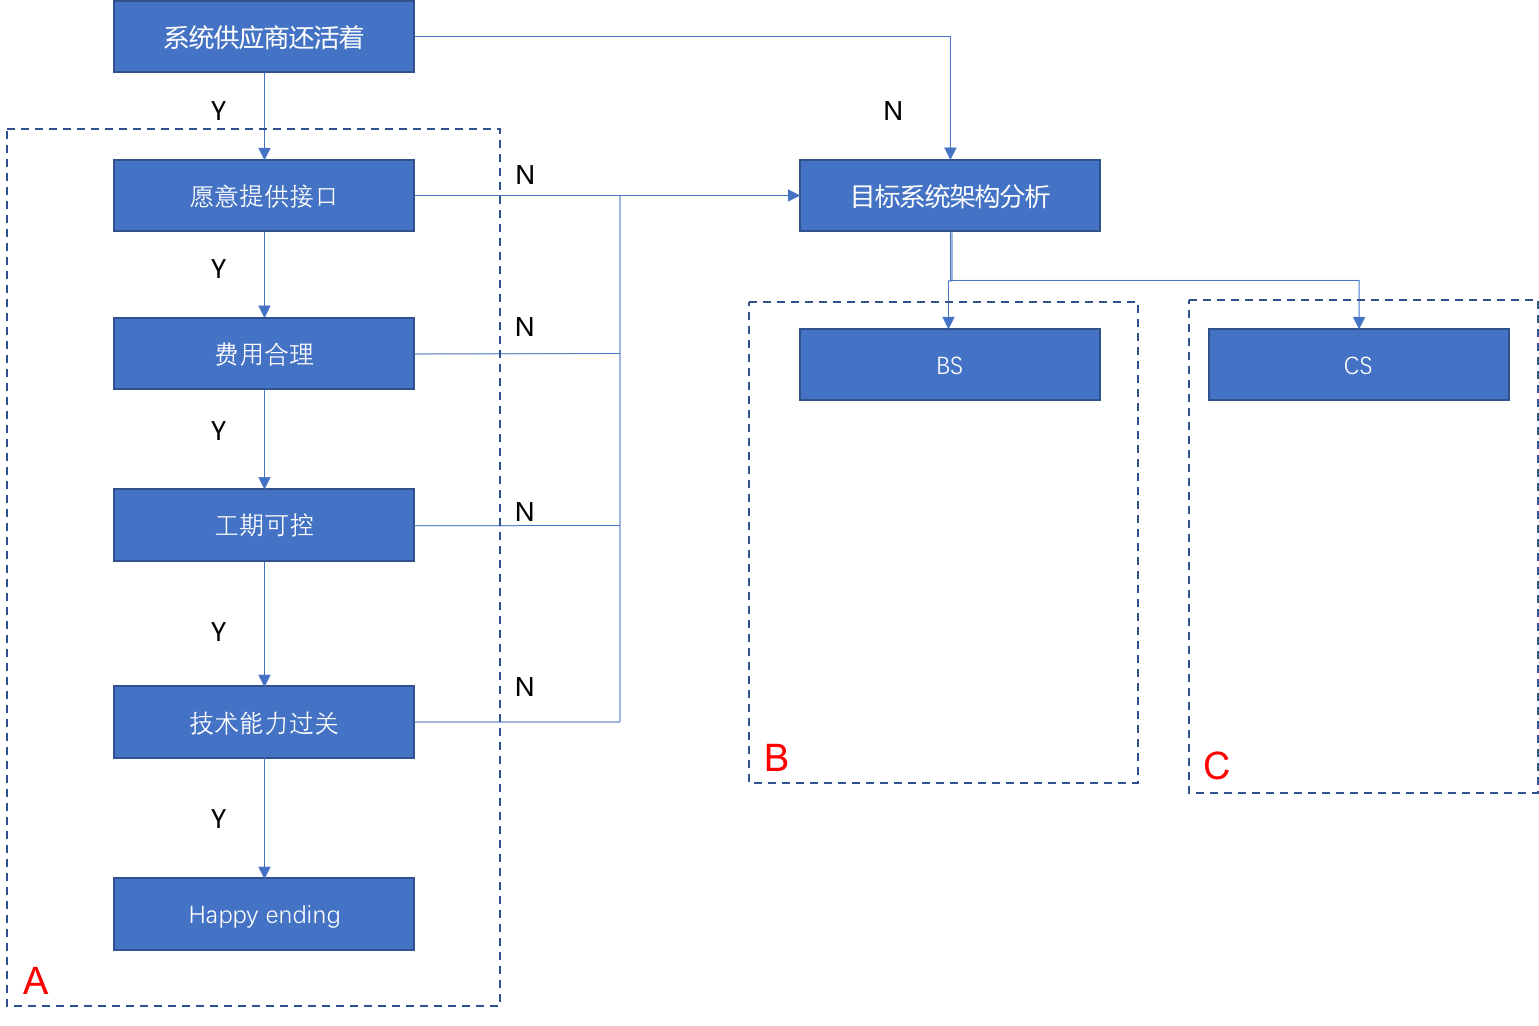 系统供应商还活着
Y
N
愿意提供接口
N
目标系统架构分析
Y
费用合理
N
BS
CS
Y
工期可控
N
Y
技术能力过关
N
B
C
Y
Happy ending
A